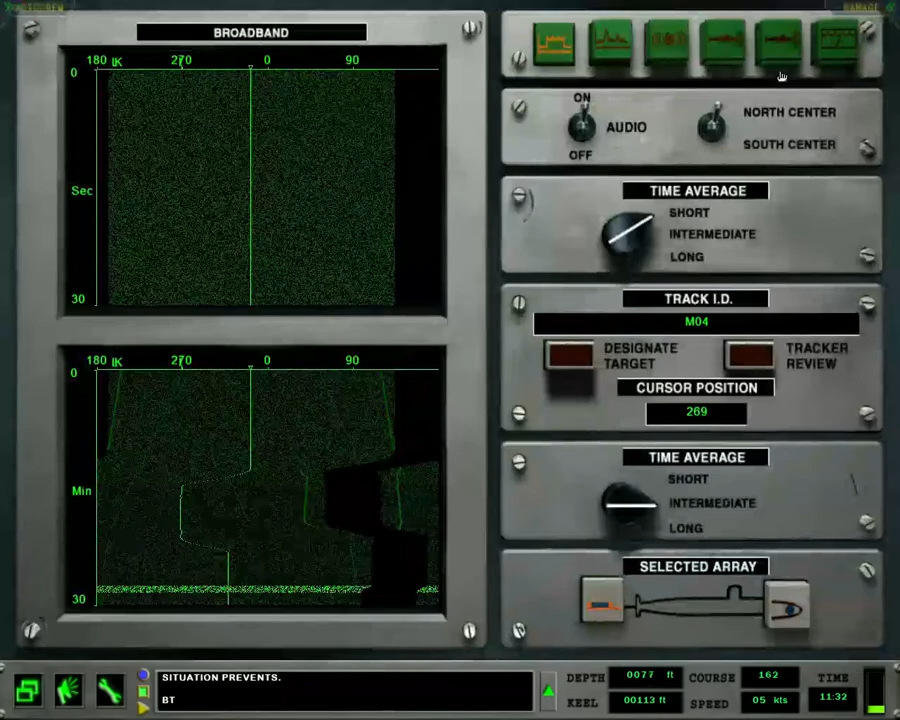 BROADBAND
180 IK 270 0 90
0
Sec
30
180 IK 270 0 90
0
Min
30
ON
AUDIO
OFF
NORTH CENTER
SOUTH CENTER
TIME AVERAGE
SHORT
INTERMEDIATE
LONG
TRACK I.D.
M04
DESIGNATE
TARGET
TRACKER
REVIEW
CURSOR POSITION
269
TIME AVERAGE
SHORT
INTERMEDIATE
LONG
SELECTED ARRAY
SITUATION PREVENTS.
BT
DEPTH 0077 ft COURSE 162 TIME
KEEL 00113 ft SPEED 05 kts 11:32